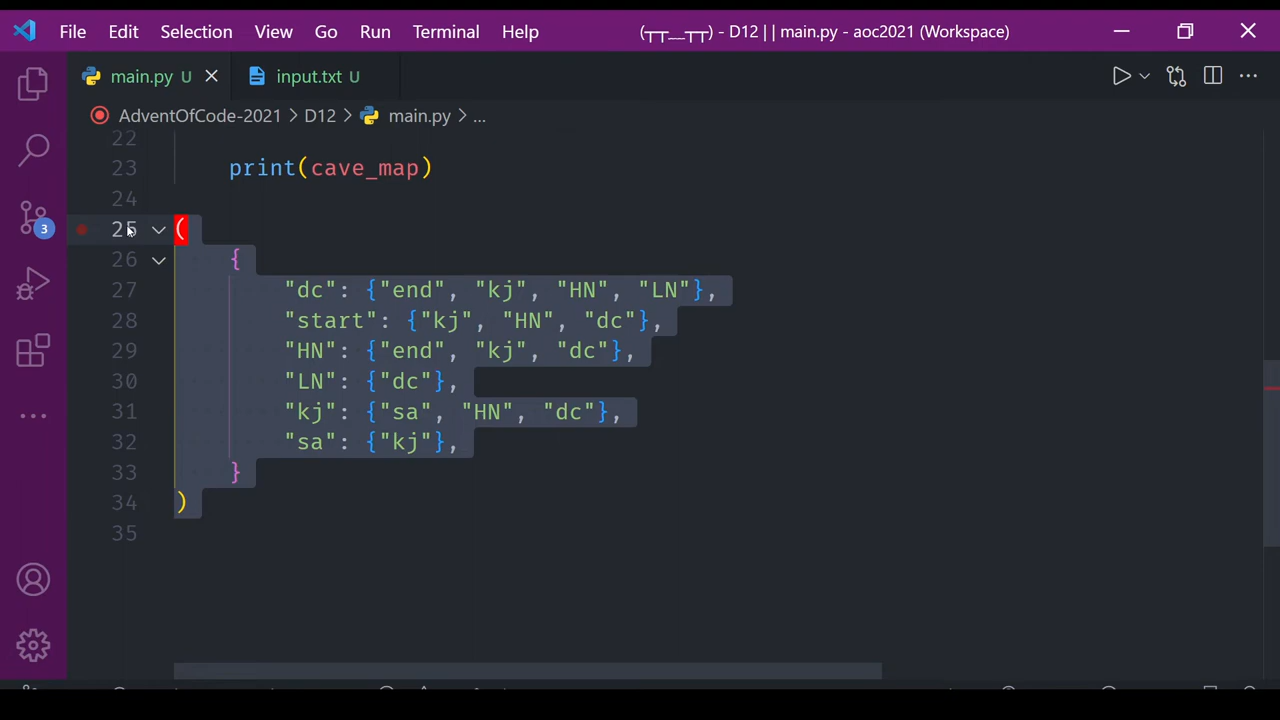 File Edit Selection View Go Run Terminal Help (┬┬﹏┬┬) - D12 | | main.py - aoc2021 (Workspace)
main.py U input.txt U
AdventOfCode-2021 > D12 > main.py > ...
22
23 print(cave_map)
24
25 (
26 {
27 "dc": {"end", "kj", "HN", "LN"},
28 "start": {"kj", "HN", "dc"},
29 "HN": {"end", "kj", "dc"},
30 "LN": {"dc"},
31 "kj": {"sa", "HN", "dc"},
32 "sa": {"kj"},
33 }
34 )
35
3